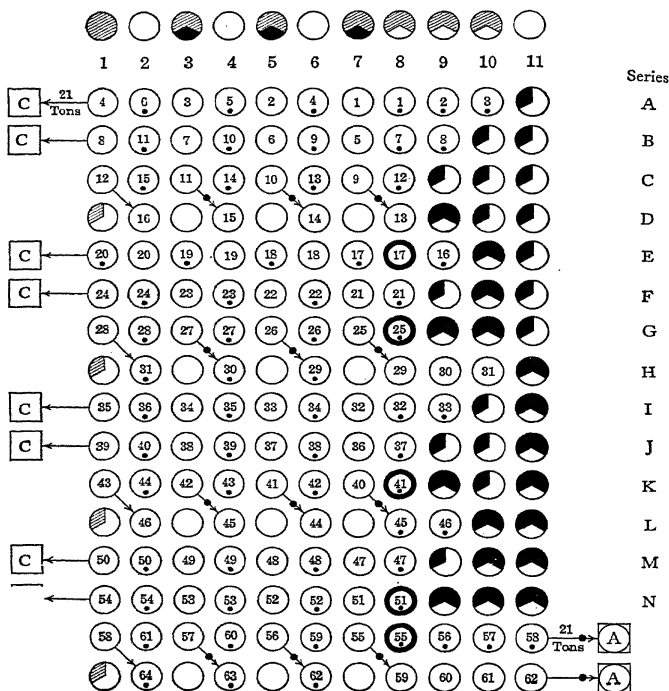 1 2 3 4 5 6 7 8 9 10 11
Series
C 21 Tons 4 6 3 5 2 4 1 1 2 3 A
C 8 11 7 10 6 9 5 7 8 B
12 15 11 14 10 13 9 12 C
16 15 14 13 D
C 20 20 19 19 18 18 17 17 16 E
C 24 24 23 23 22 22 21 21 F
28 28 27 27 26 26 25 25 G
31 30 29 29 30 31 H
C 35 36 34 35 33 34 32 32 33 I
C 39 40 38 39 37 38 36 37 J
43 44 42 43 41 42 40 41 K
46 45 44 45 46 L
C 50 50 49 49 48 48 47 47 M
54 54 53 53 52 52 51 51 N
58 61 57 60 56 59 55 55 56 57 58 21 Tons A
64 63 62 59 60 61 62 A